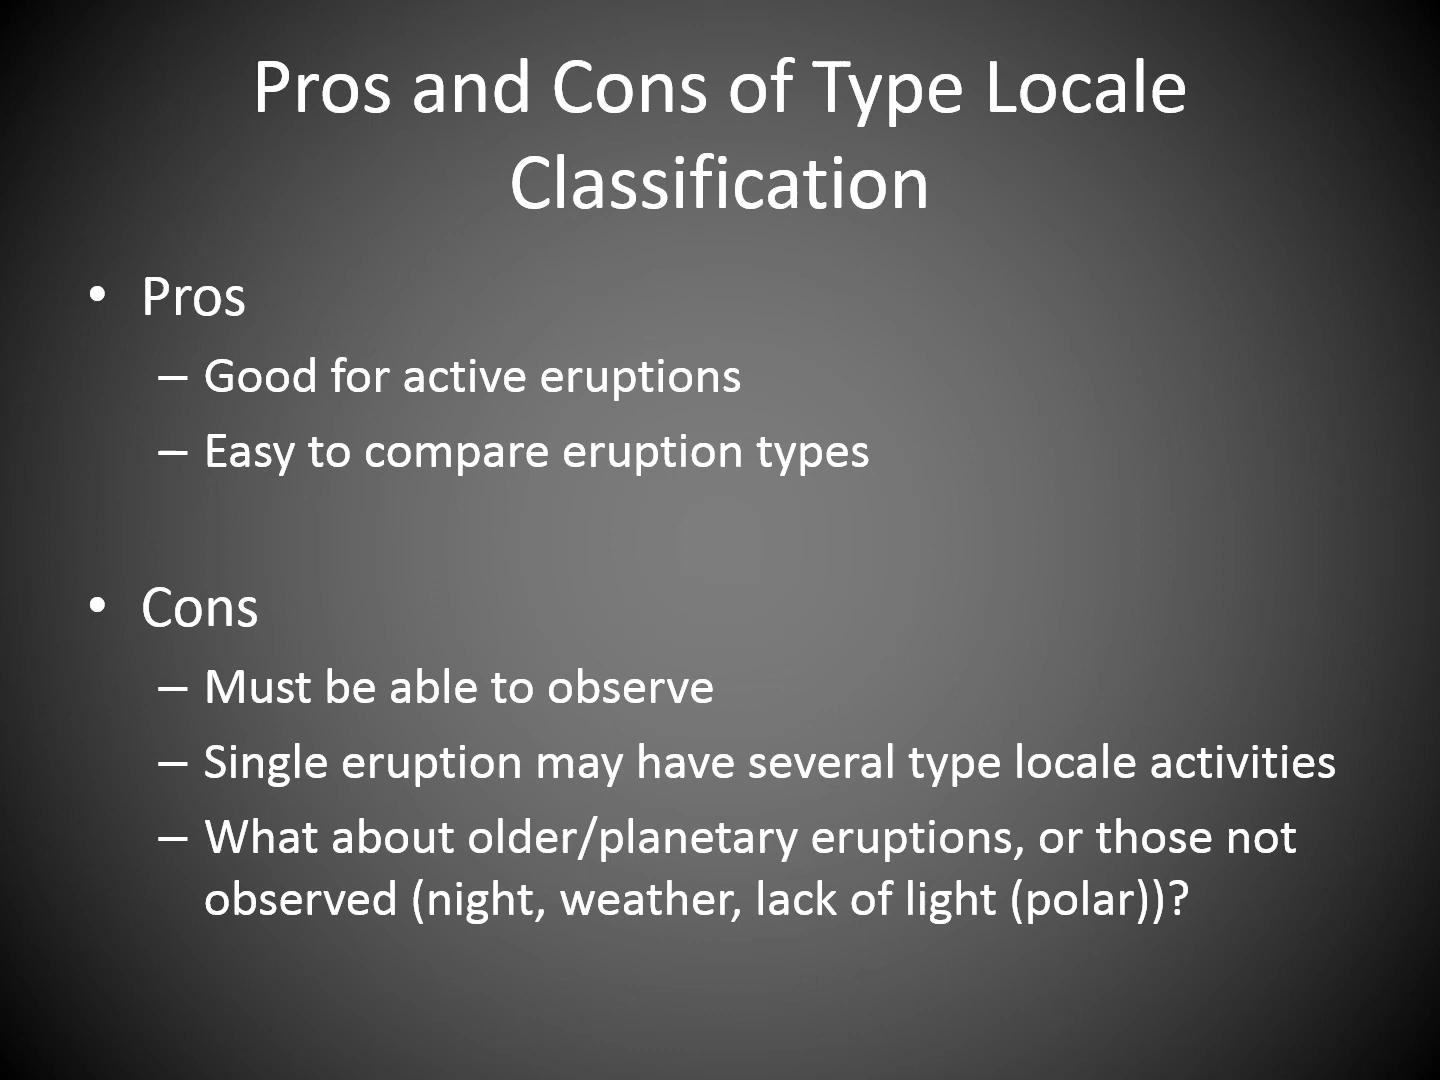 Pros and Cons of Type Locale
Classification
• Pros
– Good for active eruptions
– Easy to compare eruption types
• Cons
– Must be able to observe
– Single eruption may have several type locale activities
– What about older/planetary eruptions, or those not
observed (night, weather, lack of light (polar))?